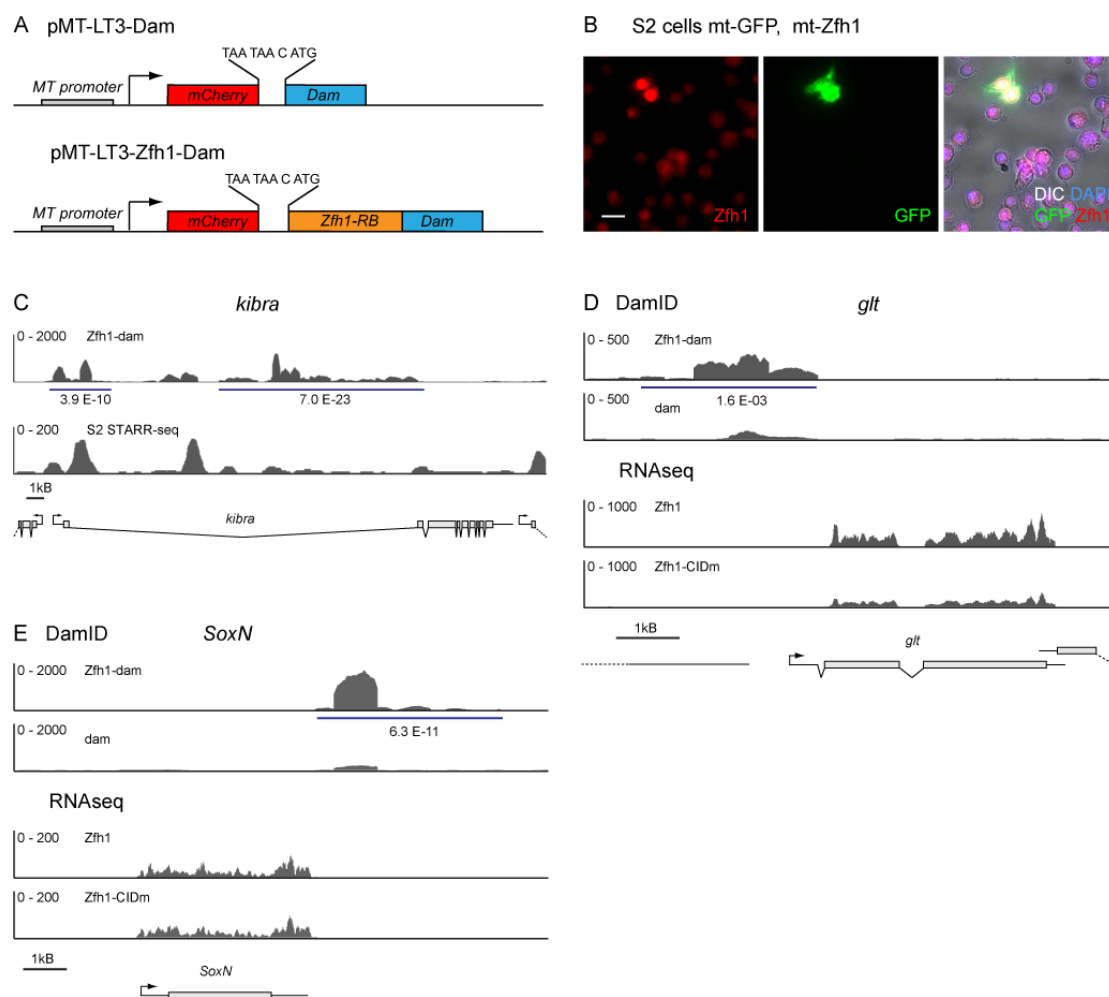 A pMT-LT3-Dam
TAA TAA C ATG
MT promoter
mCherry
Dam
pMT-LT3-Zfh1-Dam
TAA TAA C ATG
MT promoter
mCherry
Zfh1-RB
Dam
B S2 cells mt-GFP, mt-Zfh1
Zfh1
GFP
DIC DAPI
GFP Zfh1
C kibra
0 - 2000 Zfh1-dam
3.9 E-10
7.0 E-23
0 - 200 S2 STARR-seq
1kB
kibra
D DamID glt
0 - 500 Zfh1-dam
1.6 E-03
0 - 500 dam
RNAseq
0 - 1000 Zfh1
0 - 1000 Zfh1-CIDm
1kB
glt
E DamID SoxN
0 - 2000 Zfh1-dam
6.3 E-11
0 - 2000 dam
RNAseq
0 - 200 Zfh1
0 - 200 Zfh1-CIDm
1kB
SoxN